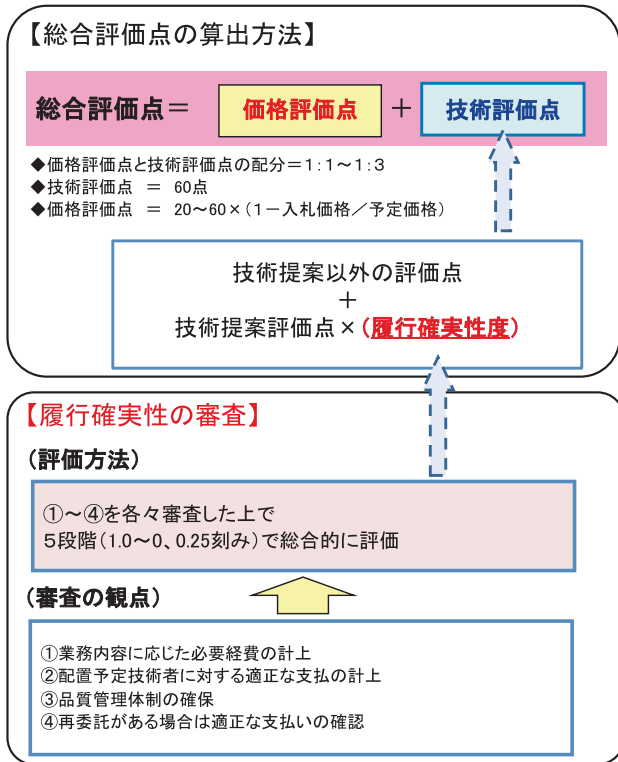 【総合評価点の算出方法】
総合評価点＝ 価格評価点 ＋ 技術評価点
◆価格評価点と技術評価点の配分＝1：1～1：3
◆技術評価点 ＝ 60点
◆価格評価点 ＝ 20～60×（1－入札価格／予定価格）
技術提案以外の評価点
＋
技術提案評価点×（履行確実性度）
【履行確実性の審査】
（評価方法）
①～④を各々審査した上で
５段階（1.0～0、0.25刻み）で総合的に評価
（審査の観点）
①業務内容に応じた必要経費の計上
②配置予定技術者に対する適正な支払の計上
③品質管理体制の確保
④再委託がある場合は適正な支払いの確認